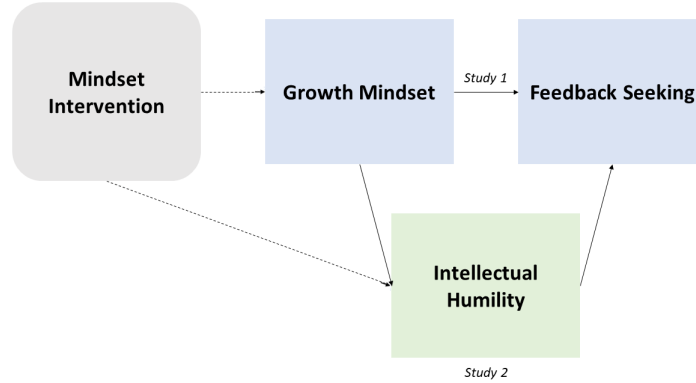 Mindset
Intervention
Growth Mindset
Study 1
Feedback Seeking
Intellectual
Humility
Study 2